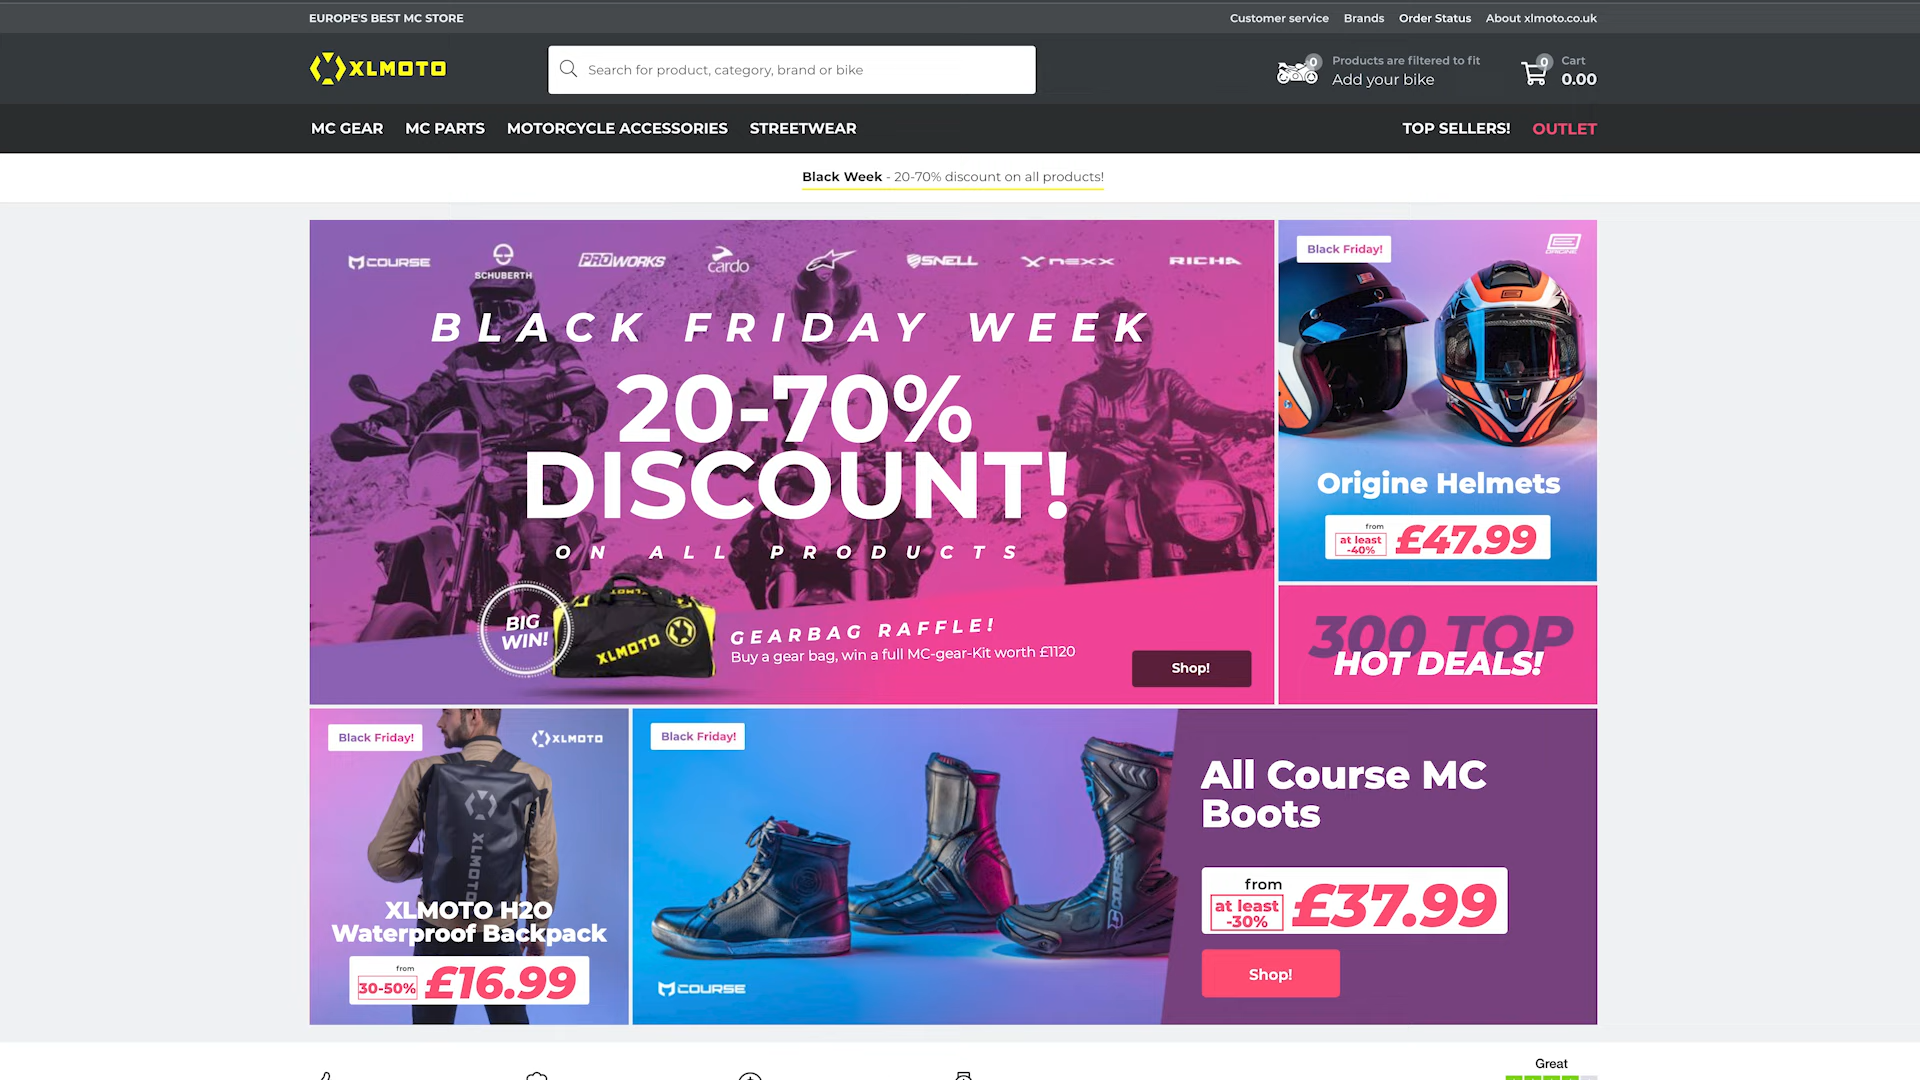 EUROPE'S BEST MC STORE
Customer service Brands Order Status About xlmoto.co.uk
XLMOTO
Search for product, category, brand or bike
0 Products are filtered to fit
Add your bike
0 Cart
0.00
MC GEAR MC PARTS MOTORCYCLE ACCESSORIES STREETWEAR TOP SELLERS! OUTLET
Black Week - 20-70% discount on all products!
COURSE SCHUBERTH PROWORKS cardo SNELL NEXX RICHA
BLACK FRIDAY WEEK
20-70%
DISCOUNT!
ON ALL PRODUCTS
BIG
WIN!
XLMOTO
GEARBAG RAFFLE!
Buy a gear bag, win a full MC-gear-Kit worth £1120
Shop!
Black Friday!
ORIGINE
Origine Helmets
from
at least
-40%
£47.99
300 TOP
HOT DEALS!
Black Friday!
XLMOTO
XLMOTO
XLMOTO H2O
Waterproof Backpack
from
30-50%
£16.99
Black Friday!
COURSE
COURSE
All Course MC
Boots
from
at least
-30%
£37.99
Shop!
Great